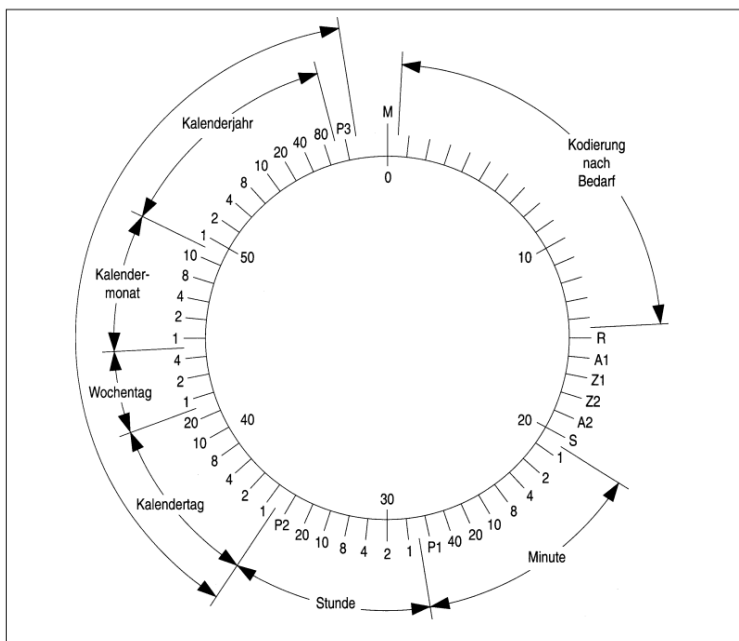 M
0
Kodierung
nach
Bedarf
10
R
A1
Z1
Z2
A2
S
20
1
2
4
8
10
20
40
P1
Minute
1
2
4
8
10
20
P2
30
Stunde
1
2
4
8
10
20
Kalendertag
40
1
2
4
Wochentag
1
2
4
8
10
Kalender-
monat
50
1
2
4
8
10
20
40
80
Kalenderjahr
P3